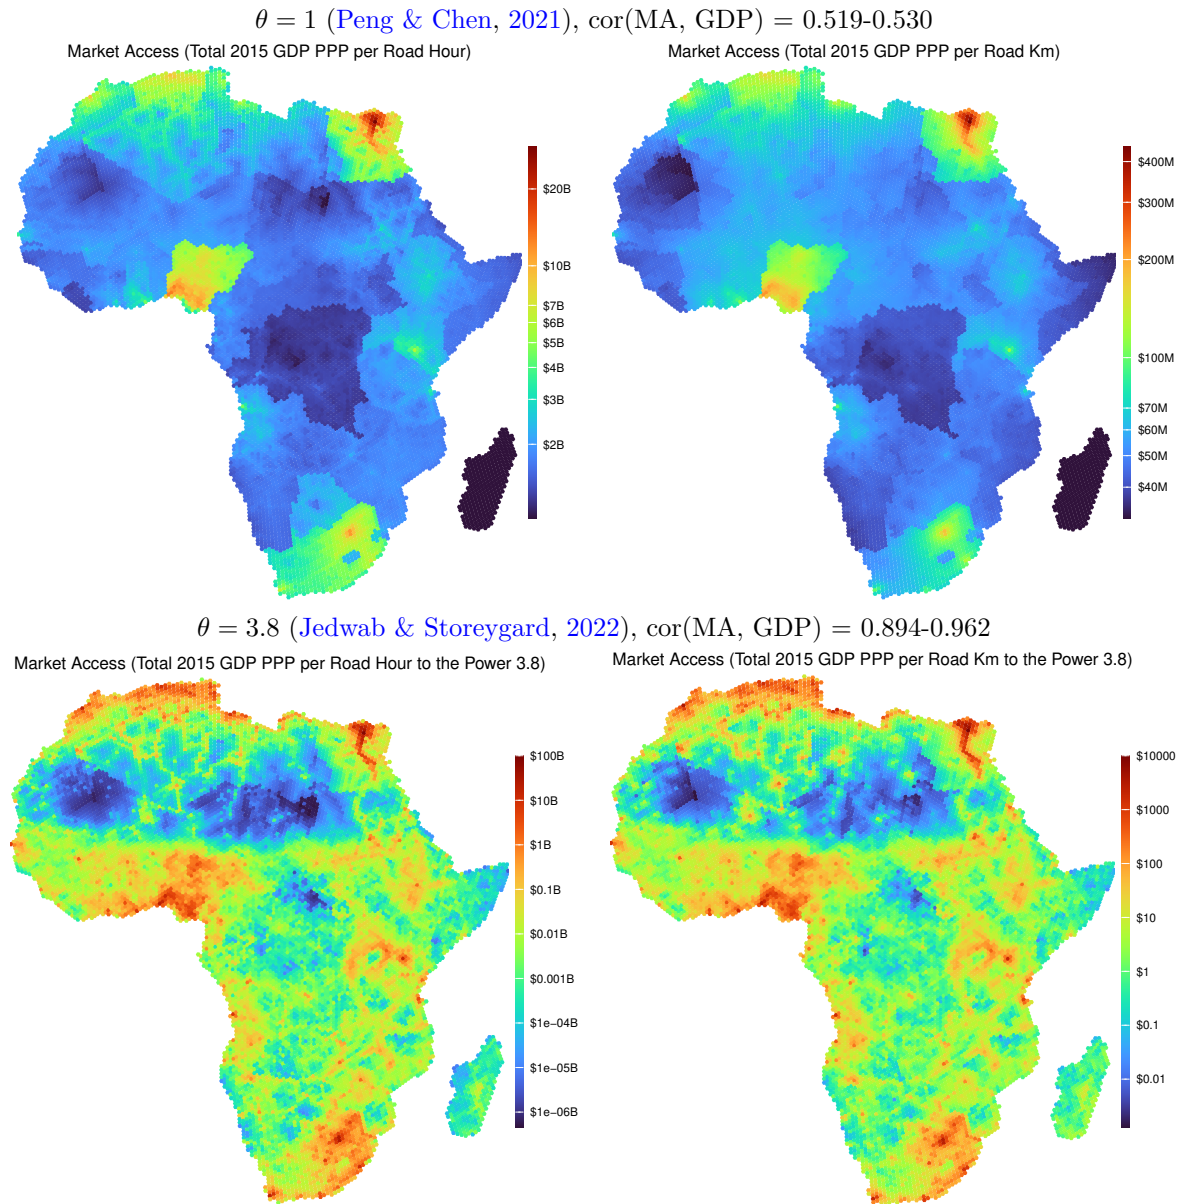 θ = 1 (Peng & Chen, 2021), cor(MA, GDP) = 0.519-0.530
Market Access (Total 2015 GDP PPP per Road Hour)
$20B
$10B
$7B
$6B
$5B
$4B
$3B
$2B
Market Access (Total 2015 GDP PPP per Road Km)
$400M
$300M
$200M
$100M
$70M
$60M
$50M
$40M
θ = 3.8 (Jedwab & Storeygard, 2022), cor(MA, GDP) = 0.894-0.962
Market Access (Total 2015 GDP PPP per Road Hour to the Power 3.8)
$100B
$10B
$1B
$0.1B
$0.01B
$0.001B
$1e−04B
$1e−05B
$1e−06B
Market Access (Total 2015 GDP PPP per Road Km to the Power 3.8)
$10000
$1000
$100
$10
$1
$0.1
$0.01